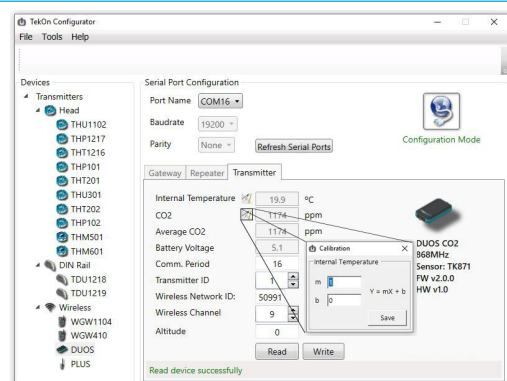 TekOn Configurator
File Tools Help
Devices
Transmitters
Head
THU1102
THP1217
THT1216
THP101
THT201
THU301
THT202
THP102
THM501
THM601
DIN Rail
TDU1218
TDU1219
Wireless
WGW1104
WGW410
DUOS
PLUS
Serial Port Configuration
Port Name COM16
Baudrate 19200
Parity None Refresh Serial Ports
Configuration Mode
Gateway Repeater Transmitter
Internal Temperature 19.9 ºC
CO2 1174 ppm
Average CO2 1174 ppm
Battery Voltage 5.1
Comm. Period 16
Transmitter ID 1
Wireless Network ID: 50991
Wireless Channel 9
Altitude 0
Read Write
Read device successfully
Calibration
Internal Temperature
m 1
Y = mX + b
b 0
Save
DUOS CO2
868MHz
Sensor: TK871
FW v2.0.0
HW v1.0